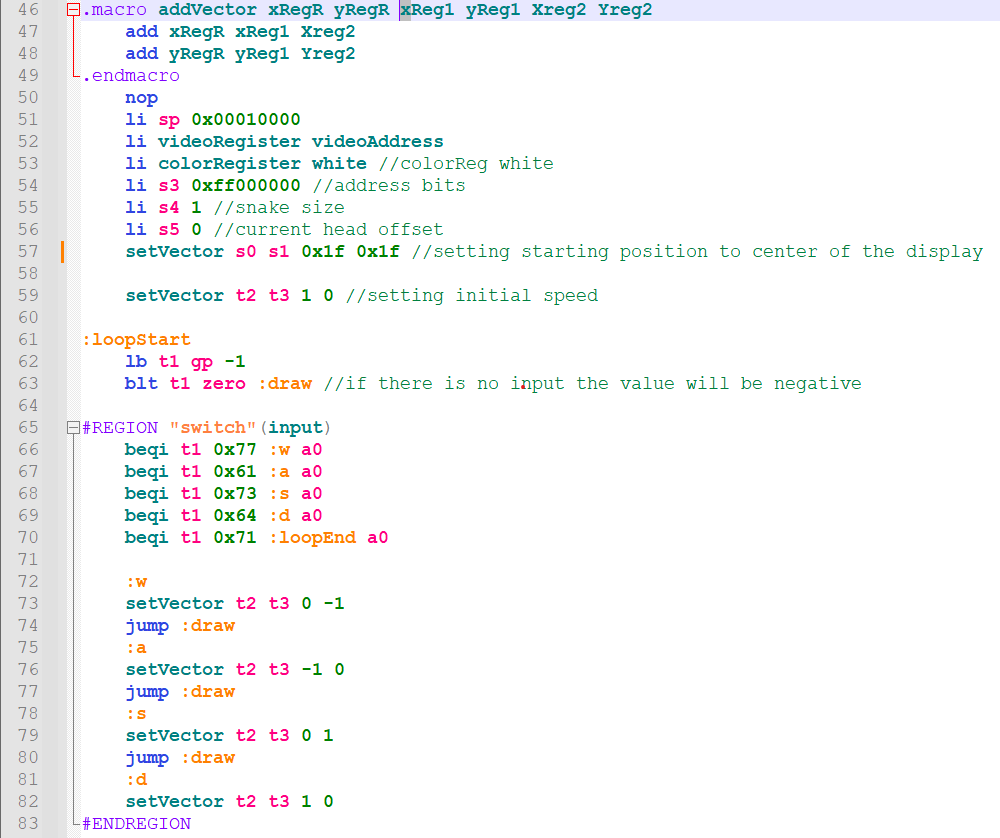 46 .macro addVector xRegR yRegR xReg1 yReg1 Xreg2 Yreg2
47 add xRegR xReg1 Xreg2
48 add yRegR yReg1 Yreg2
49 .endmacro
50 nop
51 li sp 0x00010000
52 li videoRegister videoAddress
53 li colorRegister white //colorReg white
54 li s3 0xff000000 //address bits
55 li s4 1 //snake size
56 li s5 0 //current head offset
57 setVector s0 s1 0x1f 0x1f //setting starting position to center of the display
58
59 setVector t2 t3 1 0 //setting initial speed
60
61 :loopStart
62 lb t1 gp -1
63 blt t1 zero :draw //if there is no input the value will be negative
64
65 #REGION "switch"(input)
66 beqi t1 0x77 :w a0
67 beqi t1 0x61 :a a0
68 beqi t1 0x73 :s a0
69 beqi t1 0x64 :d a0
70 beqi t1 0x71 :loopEnd a0
71
72 :w
73 setVector t2 t3 0 -1
74 jump :draw
75 :a
76 setVector t2 t3 -1 0
77 jump :draw
78 :s
79 setVector t2 t3 0 1
80 jump :draw
81 :d
82 setVector t2 t3 1 0
83 #ENDREGION